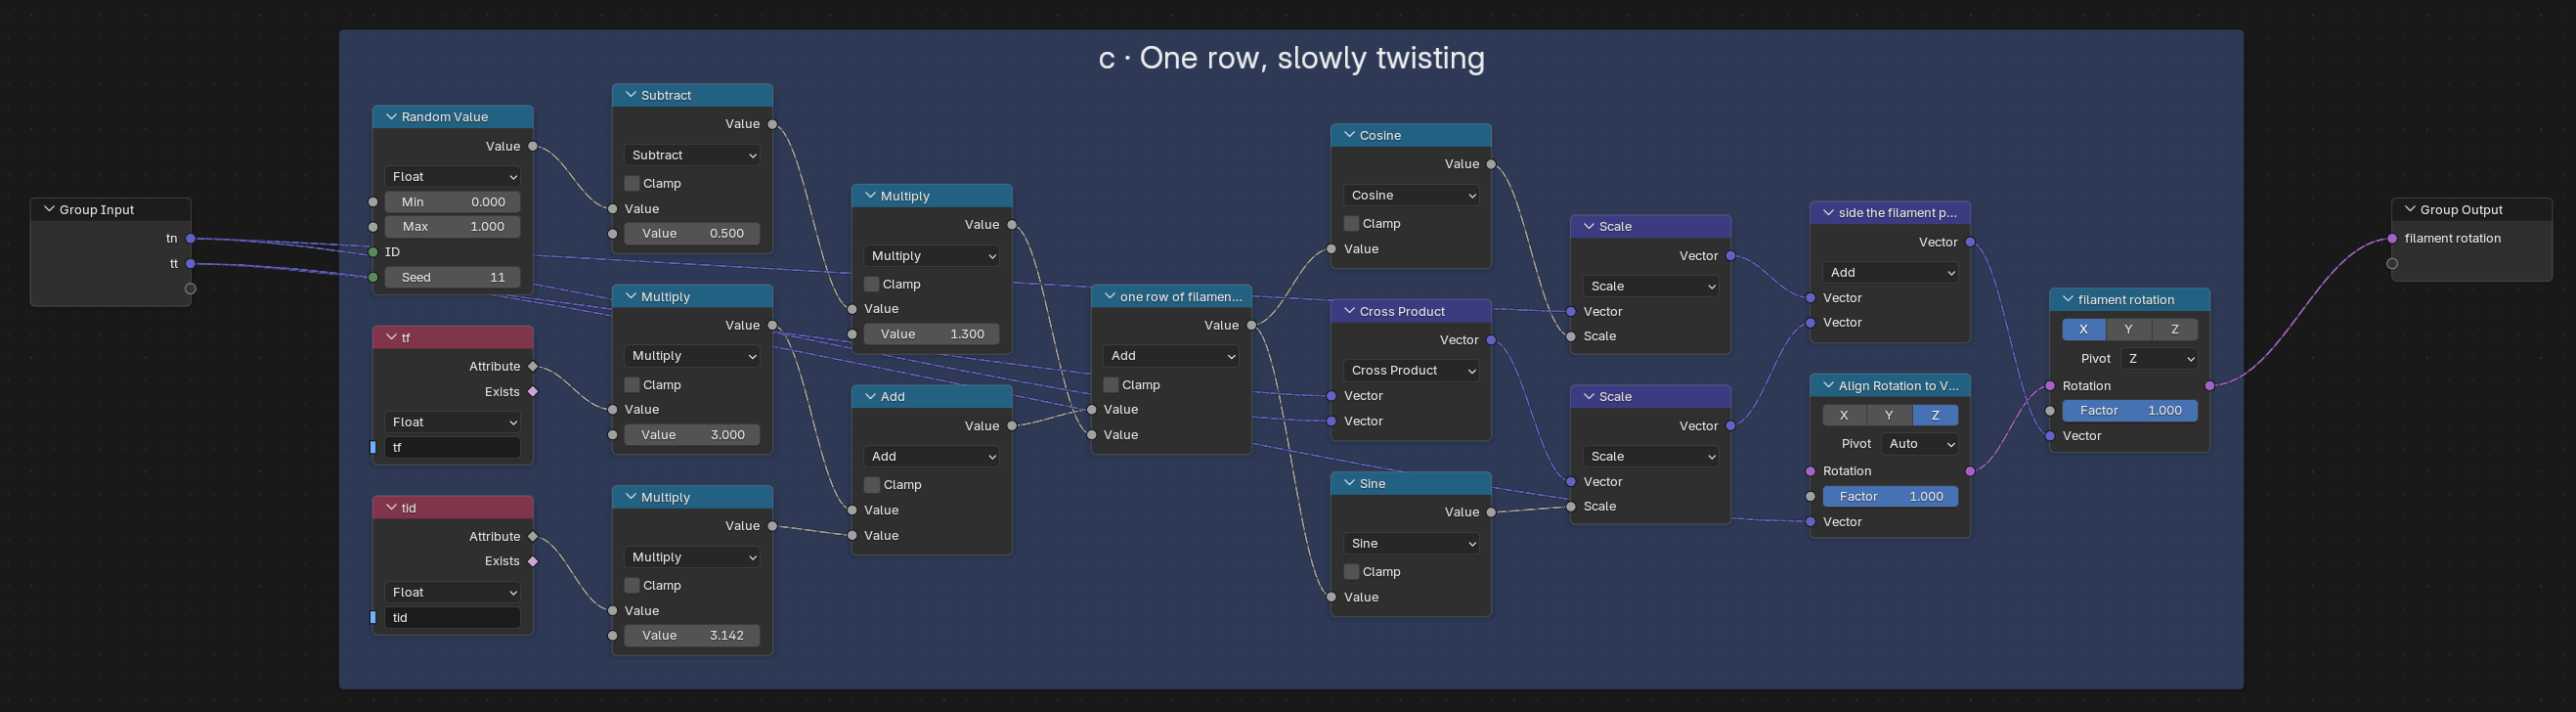 c · One row, slowly twisting
Group Input
tn
tt
Random Value
Value
Float
Min 0.000
Max 1.000
ID
Seed 11
tf
Attribute
Exists
Float
tf
tid
Attribute
Exists
Float
tid
Subtract
Value
Subtract
Clamp
Value
Value 0.500
Multiply
Value
Multiply
Clamp
Value
Value 3.000
Multiply
Value
Multiply
Clamp
Value
Value 3.142
Multiply
Value
Multiply
Clamp
Value
Value 1.300
Add
Value
Add
Clamp
Value
Value
one row of filamen...
Value
Add
Clamp
Value
Value
Cosine
Value
Cosine
Clamp
Value
Cross Product
Vector
Cross Product
Vector
Vector
Sine
Value
Sine
Clamp
Value
Scale
Vector
Scale
Vector
Scale
Scale
Vector
Scale
Vector
Scale
side the filament p...
Vector
Add
Vector
Vector
Align Rotation to V...
X Y Z
Pivot Auto
Rotation
Factor 1.000
Vector
filament rotation
X Y Z
Pivot Z
Rotation
Factor 1.000
Vector
Group Output
filament rotation